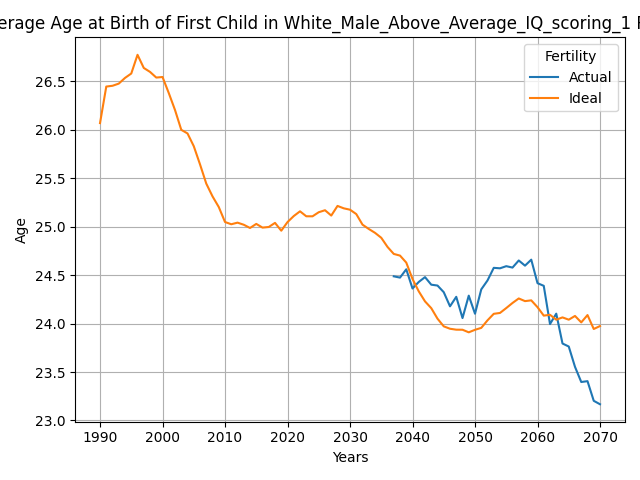 erage Age at Birth of First Child in White_Male_Above_Average_IQ_scoring_1
Fertility
Actual
Ideal
26.5
26.0
25.5
25.0
24.5
24.0
23.5
23.0
Age
1990 2000 2010 2020 2030 2040 2050 2060 2070
Years